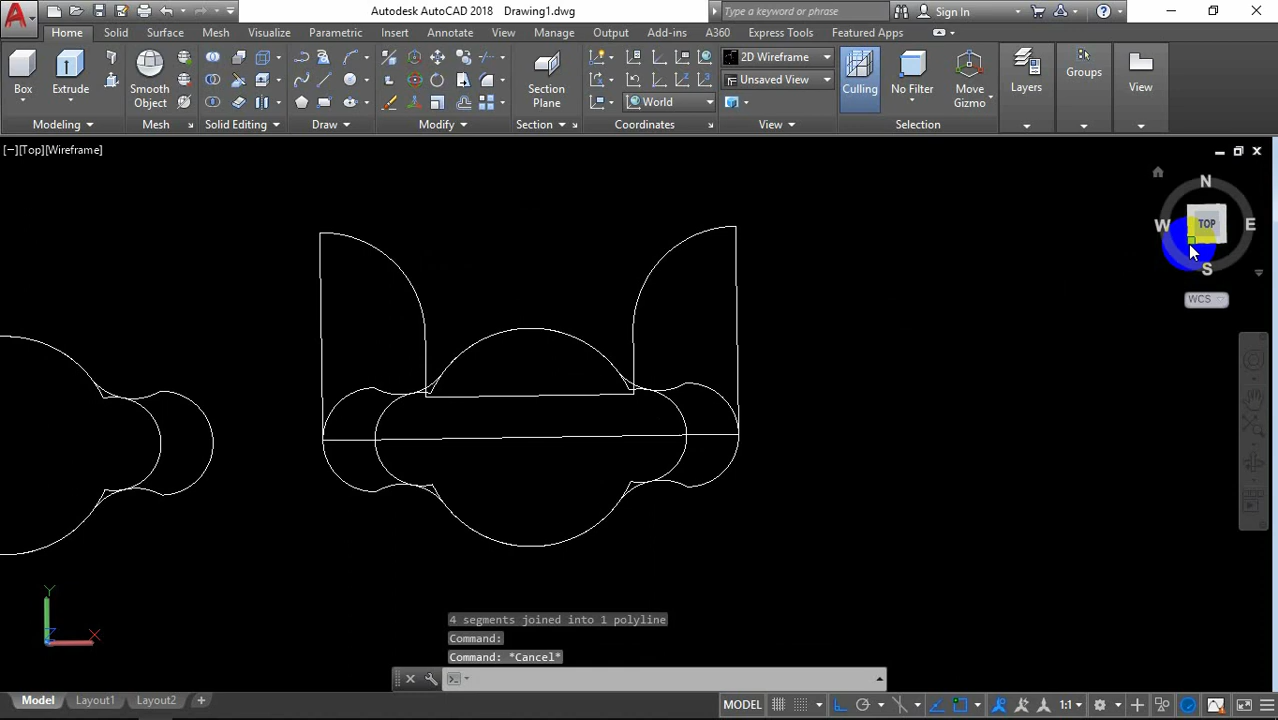 Autodesk AutoCAD 2018 Drawing1.dwg
Type a keyword or phrase
Sign In
Home Solid Surface Mesh Visualize Parametric Insert Annotate View Manage Output Add-ins A360 Express Tools Featured Apps
Box
Extrude
Smooth
Object
Section
Plane
2D Wireframe
Unsaved View
World
Culling
No Filter
Move
Gizmo
Layers
Groups
View
Modeling Mesh Solid Editing Draw Modify Section Coordinates View Selection
[−][Top][Wireframe]
N
W TOP E
S
WCS
Y
X
Z
4 segments joined into 1 polyline
Command:
Command: *Cancel*
Model Layout1 Layout2 +
MODEL
1:1